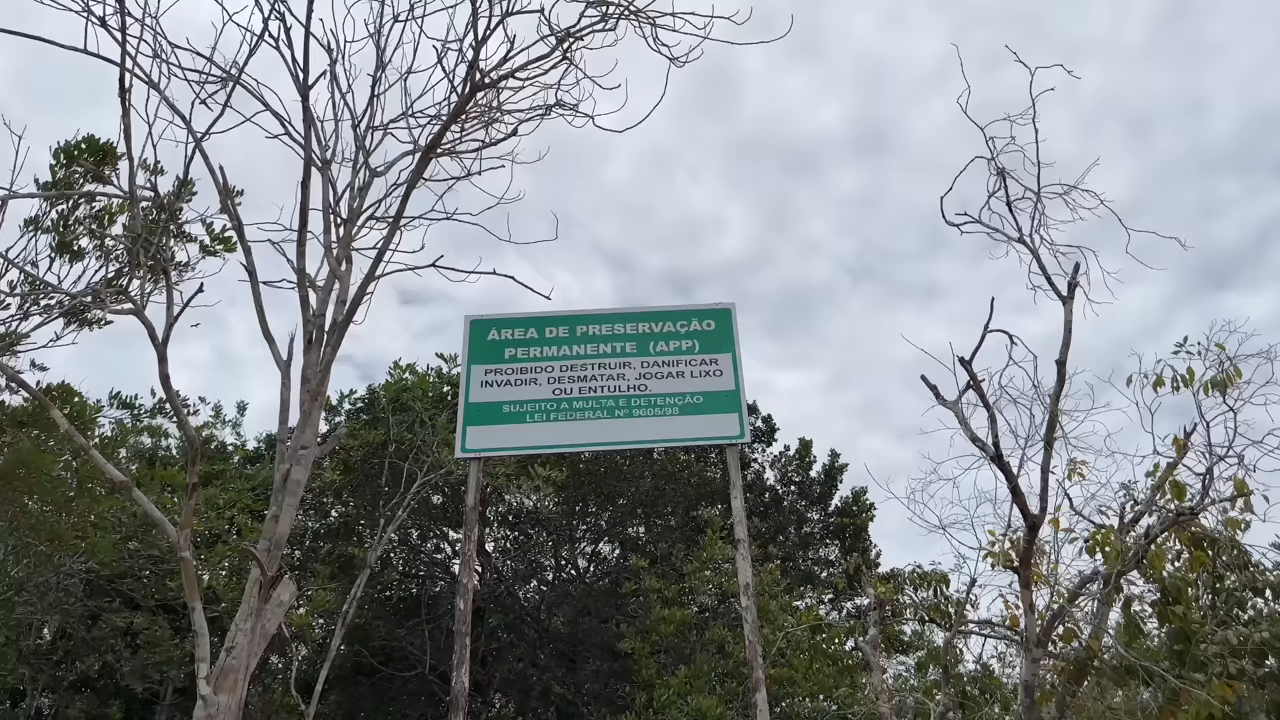 ÁREA DE PRESERVAÇÃO
PERMANENTE (APP)
PROIBIDO DESTRUIR, DANIFICAR
INVADIR, DESMATAR, JOGAR LIXO
OU ENTULHO.
SUJEITO A MULTA E DETENÇÃO
LEI FEDERAL Nº 9605/98